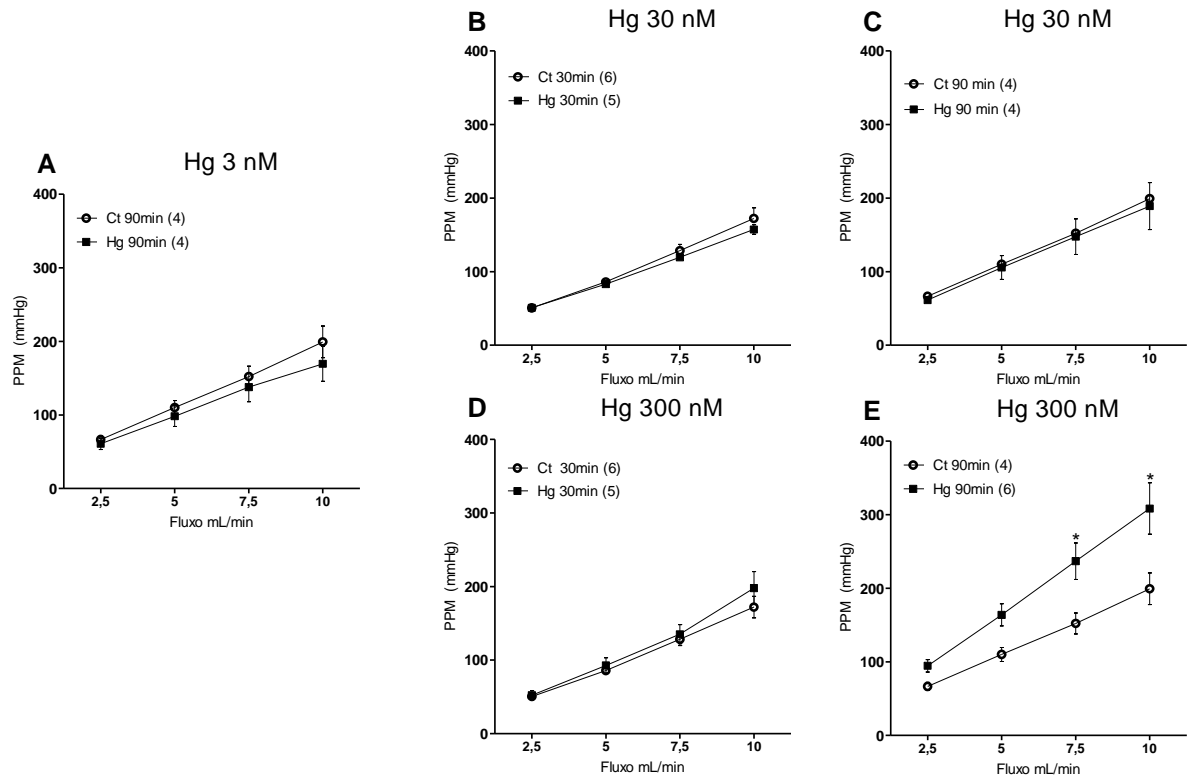 A
Hg 3 nM
PPM (mmHg)
400
300
200
100
0
Ct 90min (4)
Hg 90min (4)
2,5 5 7,5 10
Fluxo mL/min
B
Hg 30 nM
PPM (mmHg)
400
300
200
100
0
Ct 30min (6)
Hg 30min (5)
2,5 5 7,5 10
Fluxo mL/min
C
Hg 30 nM
PPM (mmHg)
400
300
200
100
0
Ct 90 min (4)
Hg 90 min (4)
2,5 5 7,5 10
Fluxo mL/min
D
Hg 300 nM
PPM (mmHg)
400
300
200
100
0
Ct 30min (6)
Hg 30min (5)
2,5 5 7,5 10
Fluxo mL/min
E
Hg 300 nM
PPM (mmHg)
400
300
200
100
0
Ct 90min (4)
Hg 90min (6)
*
*
2,5 5 7,5 10
Fluxo mL/min